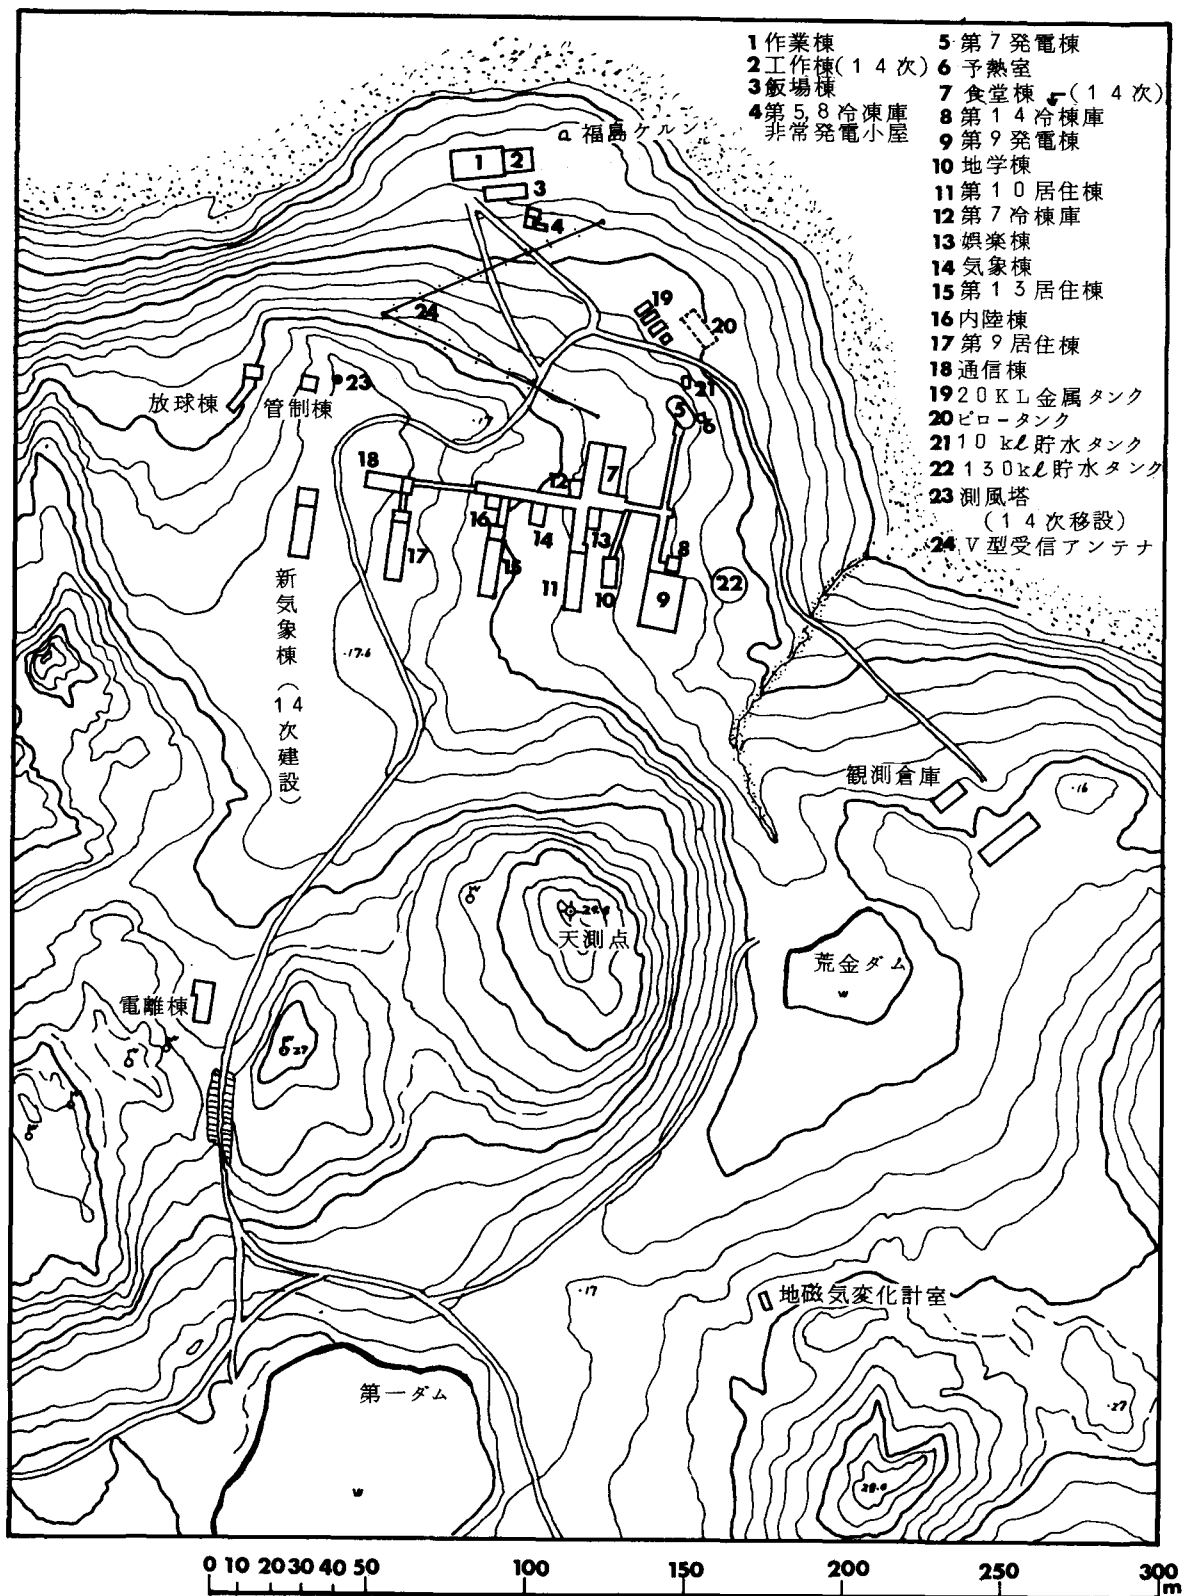 1 作業棟
2 工作棟(14次)
3 飯場棟
4 第5,8冷凍庫
非常発電小屋
5 第7発電棟
6 予熱室
7 食堂棟 (14次)
8 第14冷棟庫
9 第9発電棟
10 地学棟
11 第10居住棟
12 第7冷棟庫
13 娯楽棟
14 気象棟
15 第13居住棟
16 内陸棟
17 第9居住棟
18 通信棟
19 20KL金属タンク
20 ピロータンク
21 10kℓ貯水タンク
22 130kℓ貯水タンク
23 測風塔
(14次移設)
24 V型受信アンテナ
福島ケルン
1 2
3
4
19
20
24
21
23
放球棟
管制棟
5
6
・17
18
12
7
16
14
13
8
17
15
11
10
9
22
新気象棟(14次建設)
・17.6
観測倉庫
・16
天測点
荒金ダム
w
電離棟
27
・17
地磁気変化計室
第一ダム
w
・27
0 10 20 30 40 50 100 150 200 250 300
m